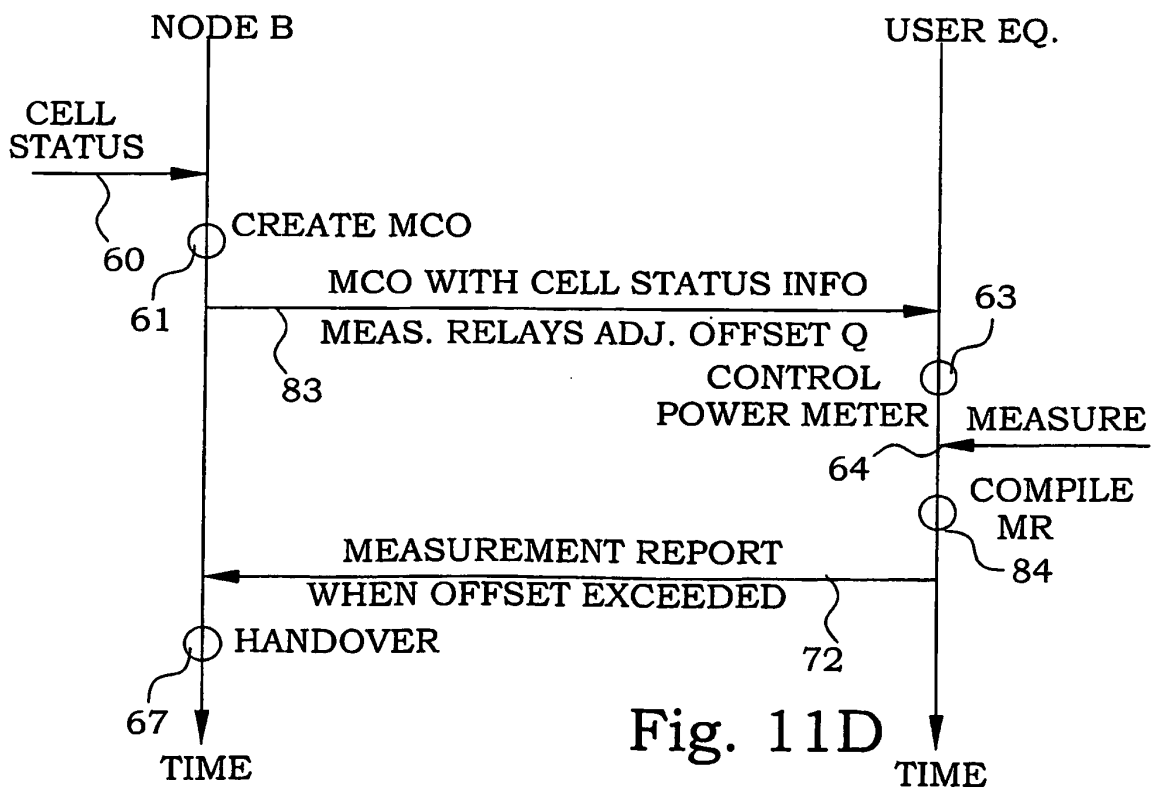 NODE B
USER EQ.
CELL
STATUS
60
CREATE MCO
61
MCO WITH CELL STATUS INFO
MEAS. RELAYS ADJ. OFFSET Q
83
63
CONTROL
POWER METER
MEASURE
64
COMPILE
MR
84
MEASUREMENT REPORT
WHEN OFFSET EXCEEDED
72
HANDOVER
67
Fig. 11D
TIME
TIME